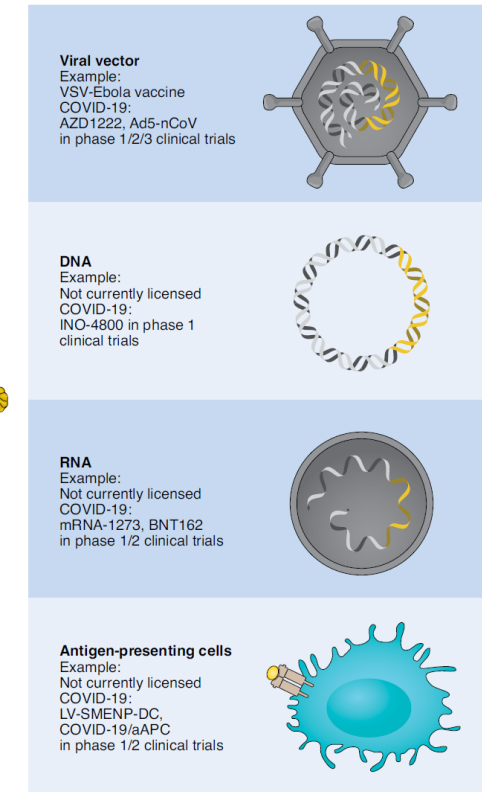 Viral vector
Example:
VSV-Ebola vaccine
COVID-19:
AZD1222, Ad5-nCoV
in phase 1/2/3 clinical trials
DNA
Example:
Not currently licensed
COVID-19:
INO-4800 in phase 1
clinical trials
RNA
Example:
Not currently licensed
COVID-19:
mRNA-1273, BNT162
in phase 1/2 clinical trials
Antigen-presenting cells
Example:
Not currently licensed
COVID-19:
LV-SMENP-DC,
COVID-19/aAPC
in phase 1/2 clinical trials